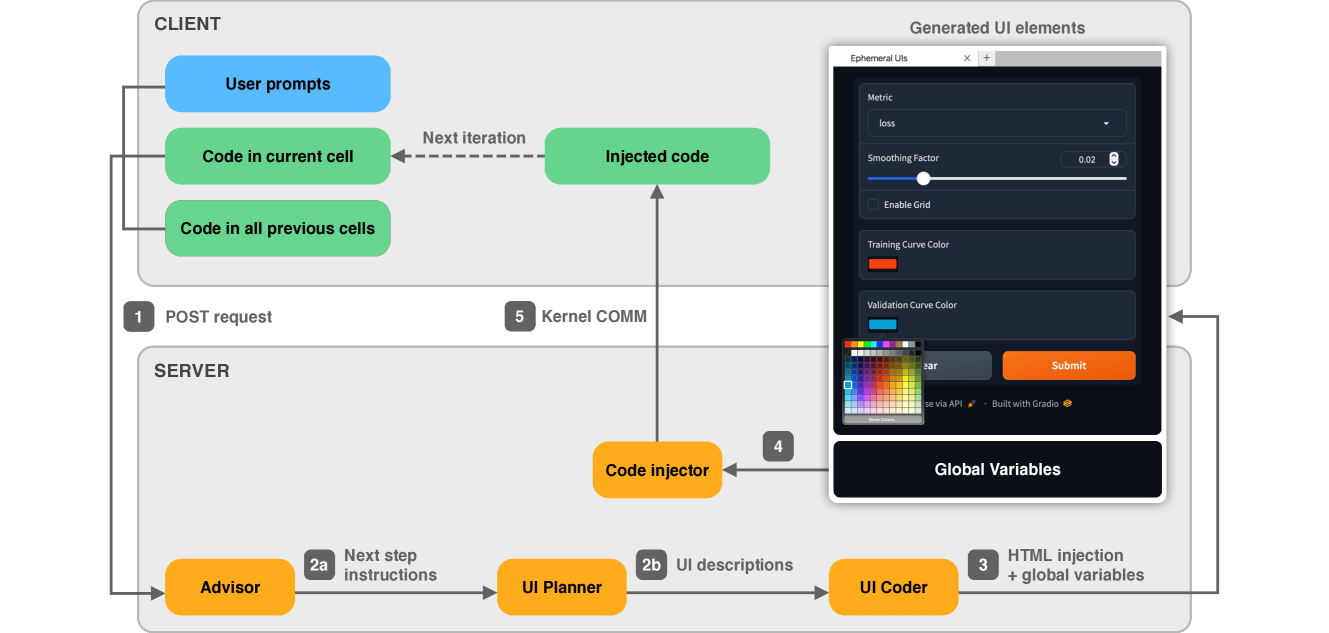 CLIENT
Generated UI elements
User prompts
Code in current cell
Next iteration
Injected code
Code in all previous cells
Ephemeral UIs
Metric
loss
Smoothing Factor
0.02
Enable Grid
Training Curve Color
Validation Curve Color
ear
Submit
se via API
·
Built with Gradio
Global Variables
1
POST request
5
Kernel COMM
SERVER
4
Code injector
Advisor
2a
Next step
instructions
UI Planner
2b
UI descriptions
UI Coder
3
HTML injection
+ global variables